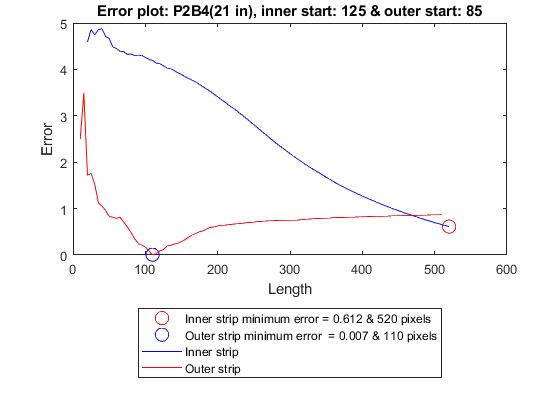 Error plot: P2B4(21 in), inner start: 125 & outer start: 85
5
4
3
2
1
0
Error
0 100 200 300 400 500 600
Length
Inner strip minimum error = 0.612 & 520 pixels
Outer strip minimum error = 0.007 & 110 pixels
Inner strip
Outer strip